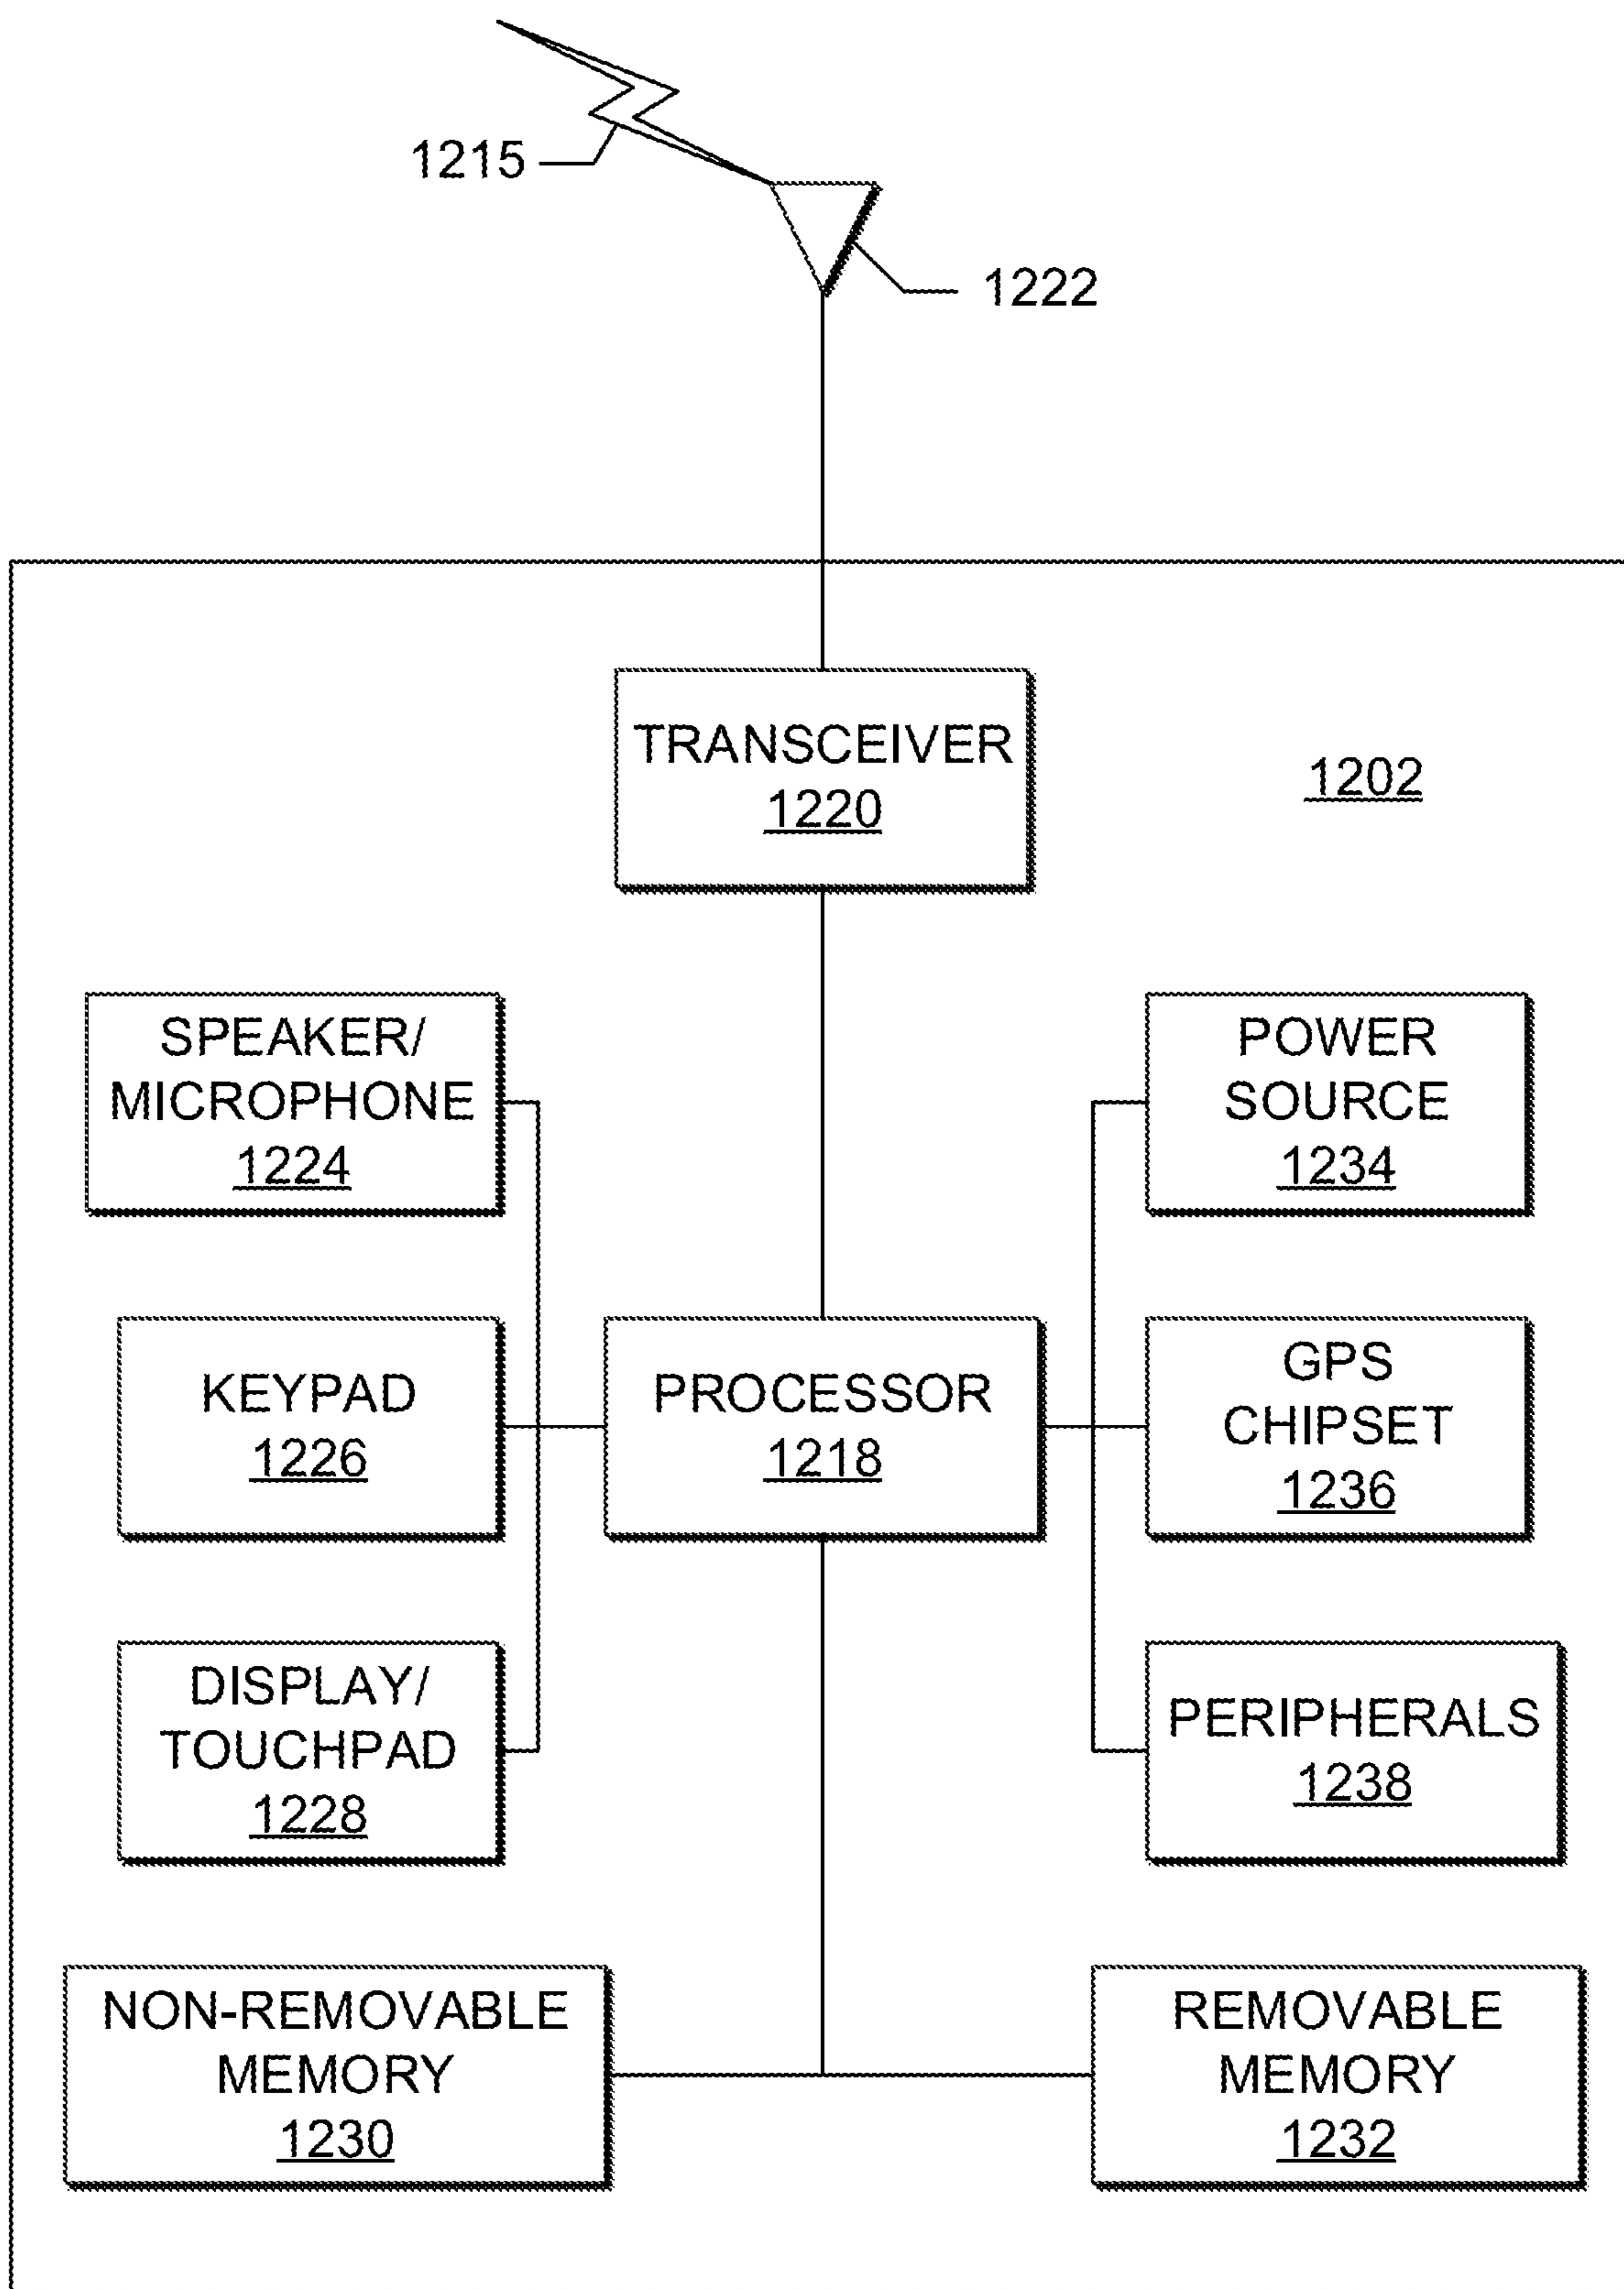 1215
1222
TRANSCEIVER
1220
1202
SPEAKER/
MICROPHONE
1224
POWER
SOURCE
1234
KEYPAD
1226
PROCESSOR
1218
GPS
CHIPSET
1236
DISPLAY/
TOUCHPAD
1228
PERIPHERALS
1238
NON-REMOVABLE
MEMORY
1230
REMOVABLE
MEMORY
1232